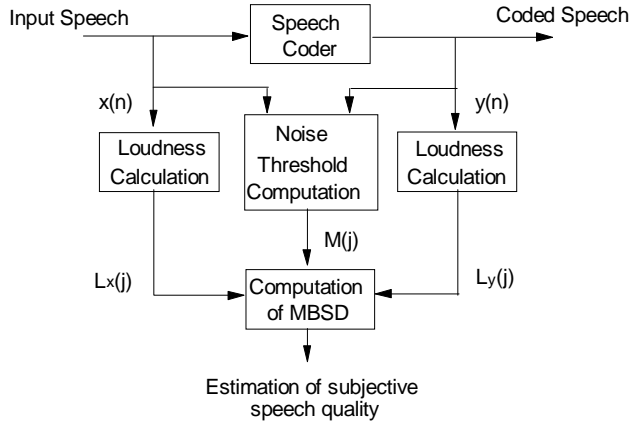 Input Speech
Speech
Coder
Coded Speech
x(n)
y(n)
Loudness
Calculation
Noise
Threshold
Computation
Loudness
Calculation
M(j)
Lx(j)
Computation
of MBSD
Ly(j)
Estimation of subjective
speech quality